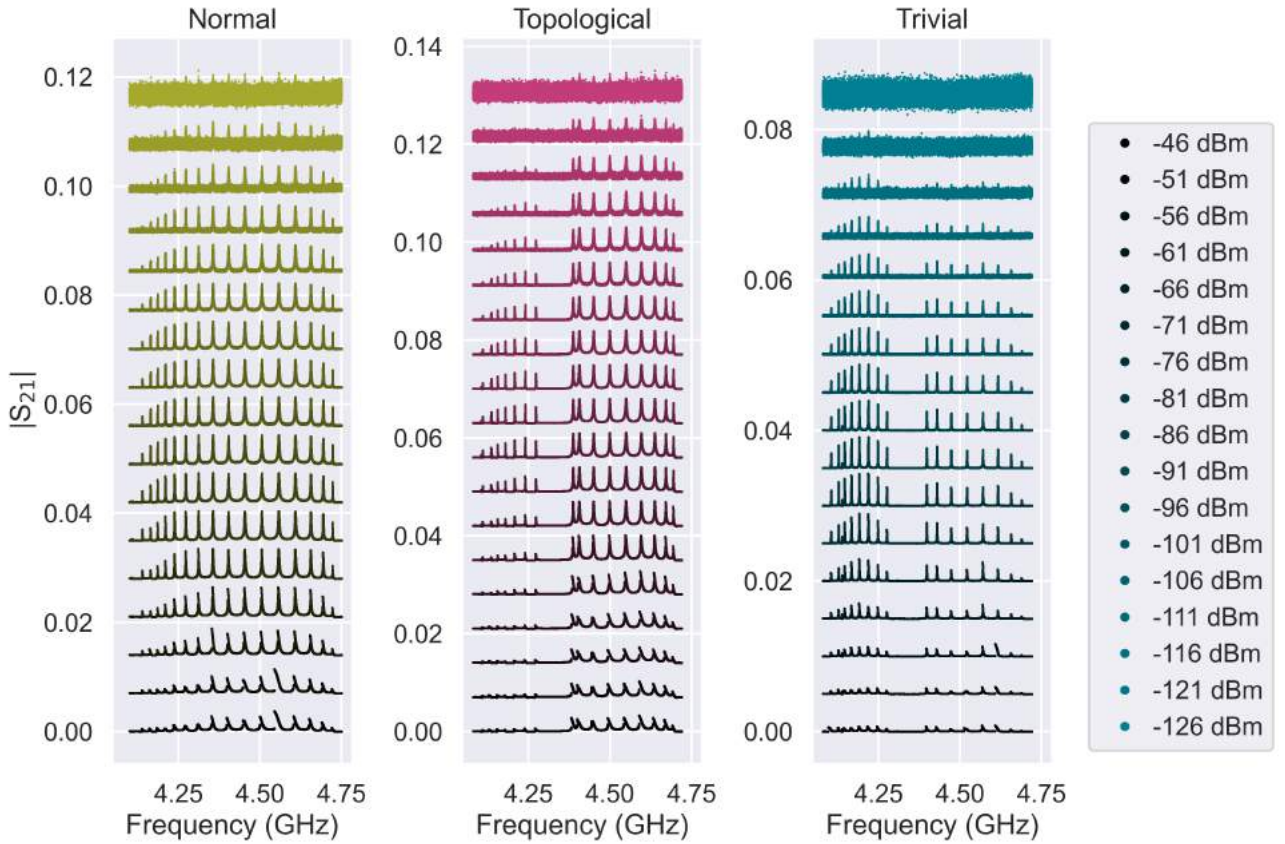 Normal
Topological
Trivial
|S21|
0.12
0.10
0.08
0.06
0.04
0.02
0.00
0.14
0.12
0.10
0.08
0.06
0.04
0.02
0.00
0.08
0.06
0.04
0.02
0.00
4.25 4.50 4.75
4.25 4.50 4.75
4.25 4.50 4.75
Frequency (GHz)
Frequency (GHz)
Frequency (GHz)
-46 dBm
-51 dBm
-56 dBm
-61 dBm
-66 dBm
-71 dBm
-76 dBm
-81 dBm
-86 dBm
-91 dBm
-96 dBm
-101 dBm
-106 dBm
-111 dBm
-116 dBm
-121 dBm
-126 dBm